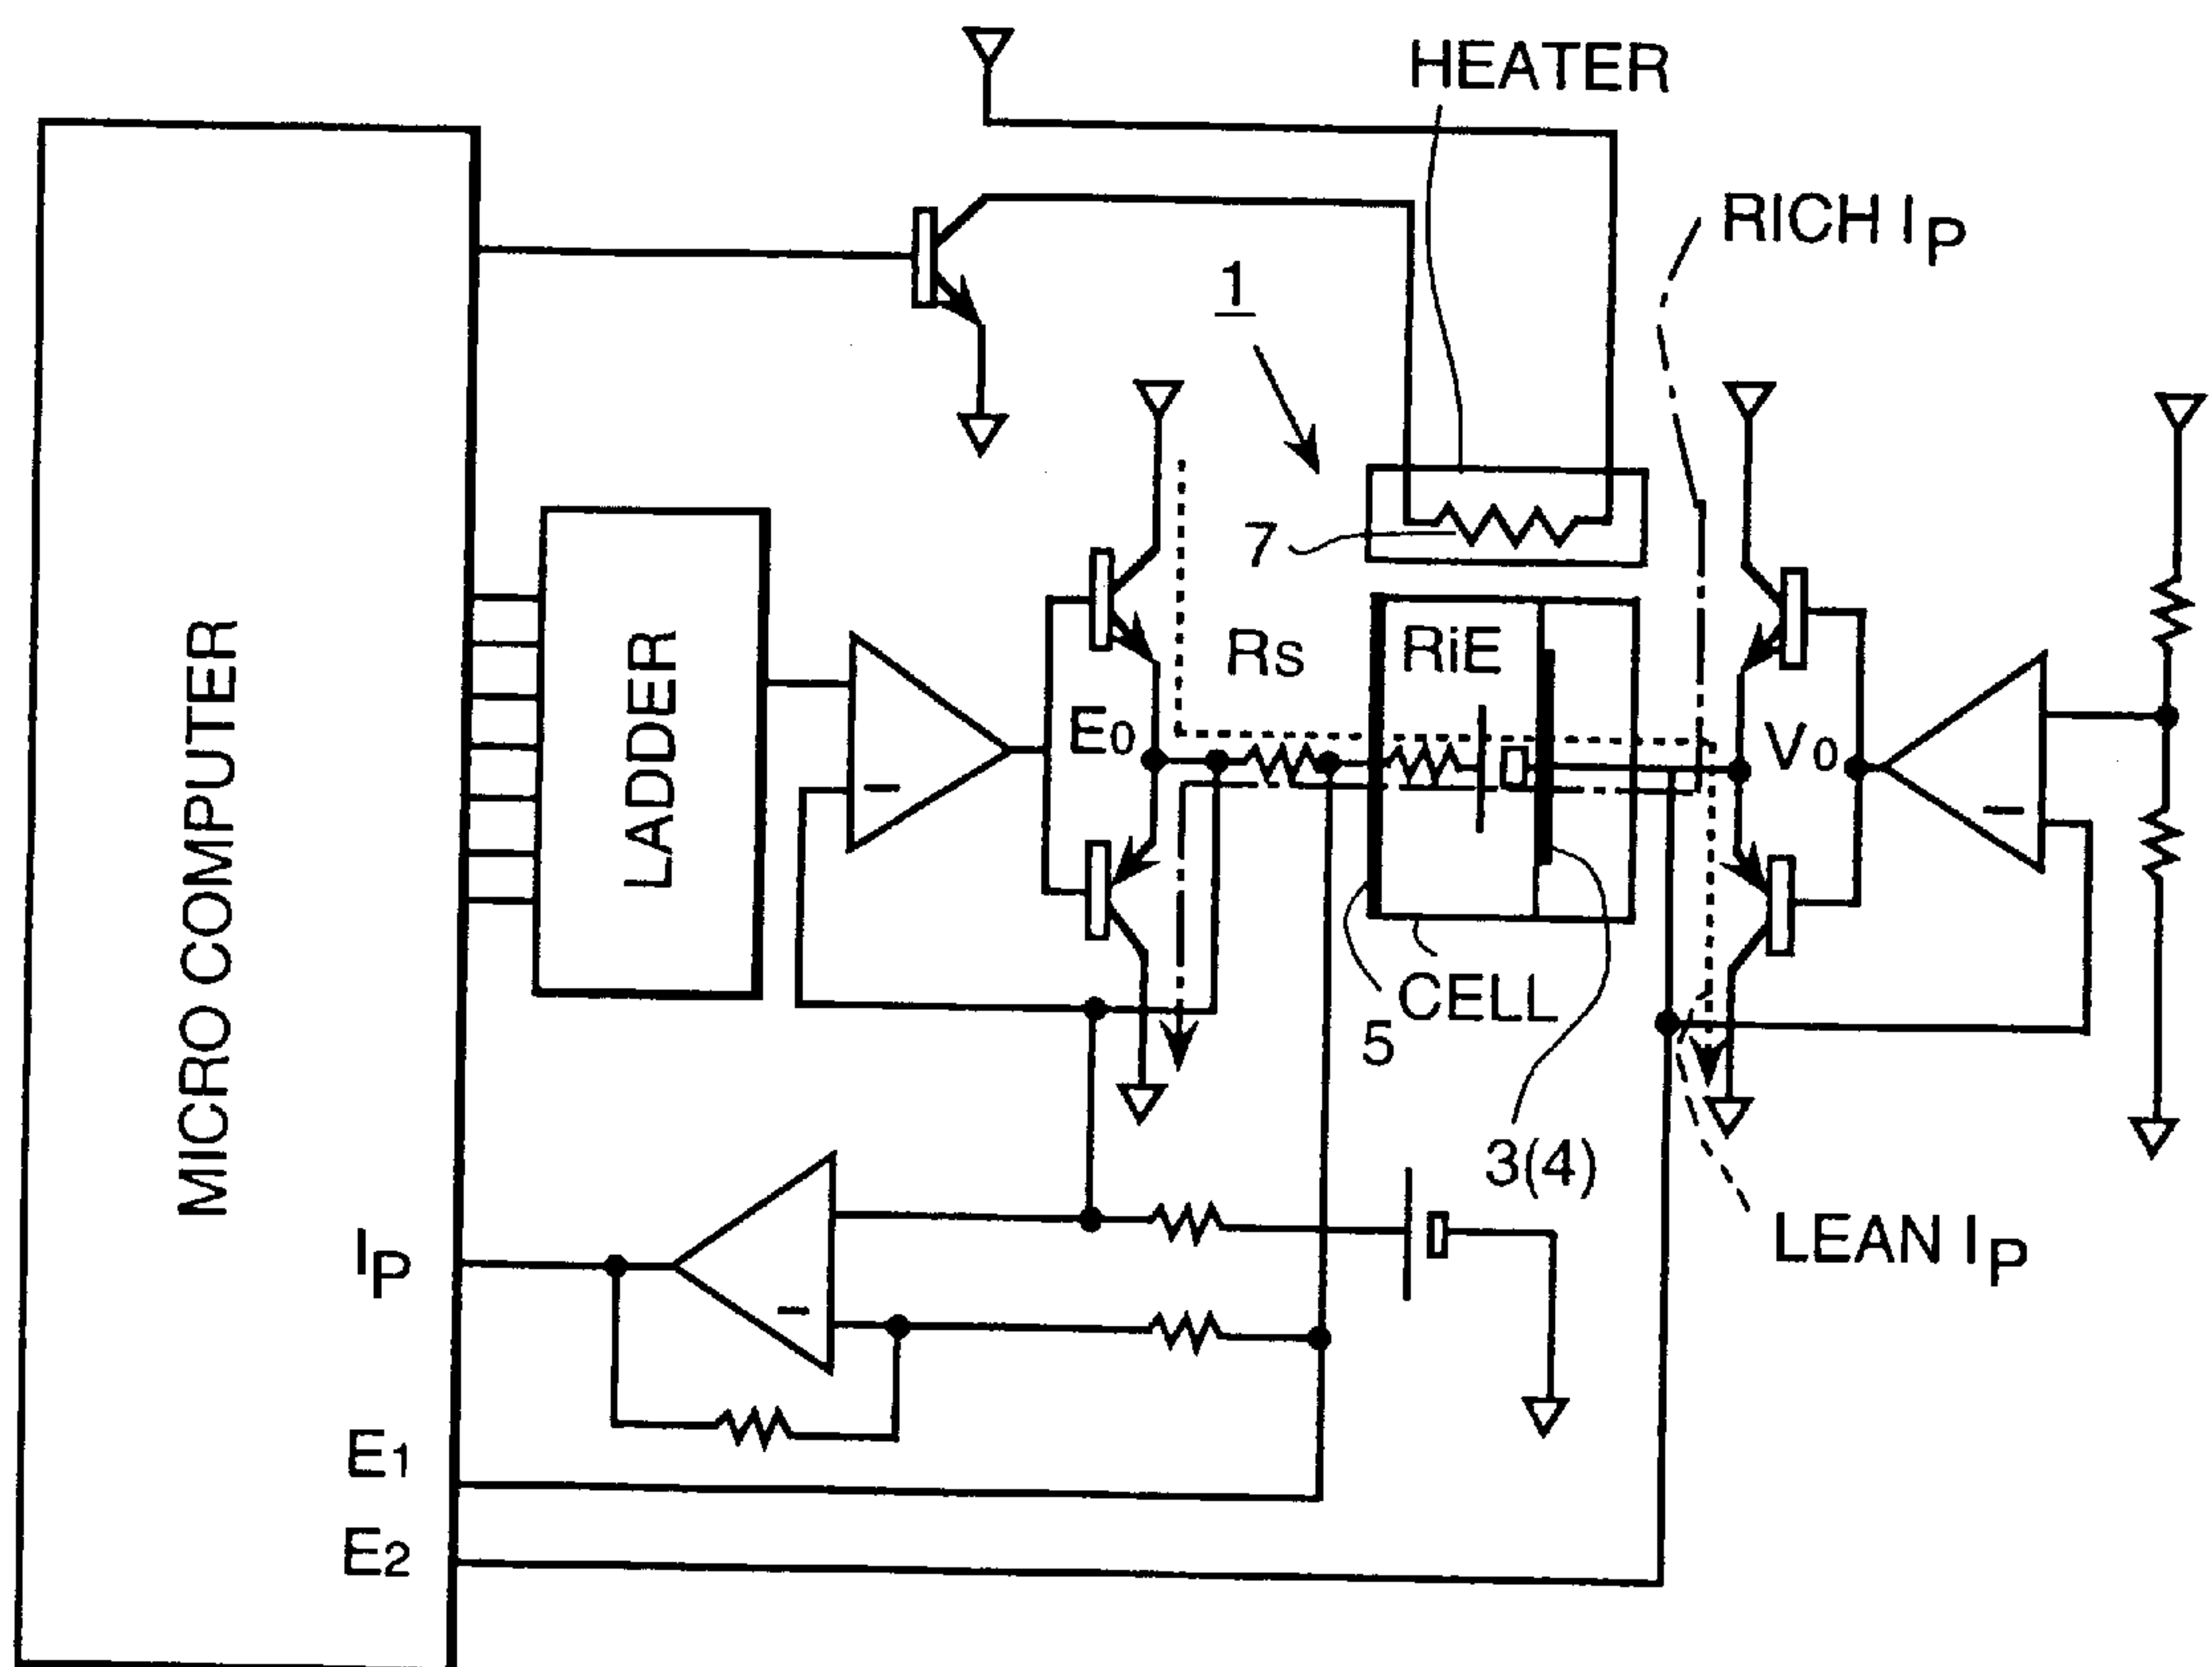 HEATER
RICH IP
1
7
Rs
RiE
E0
V0
MICRO COMPUTER
LADDER
CELL
5
3(4)
LEAN IP
IP
E1
E2